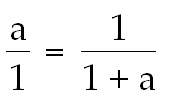 a/1 = 1/(1 + a)